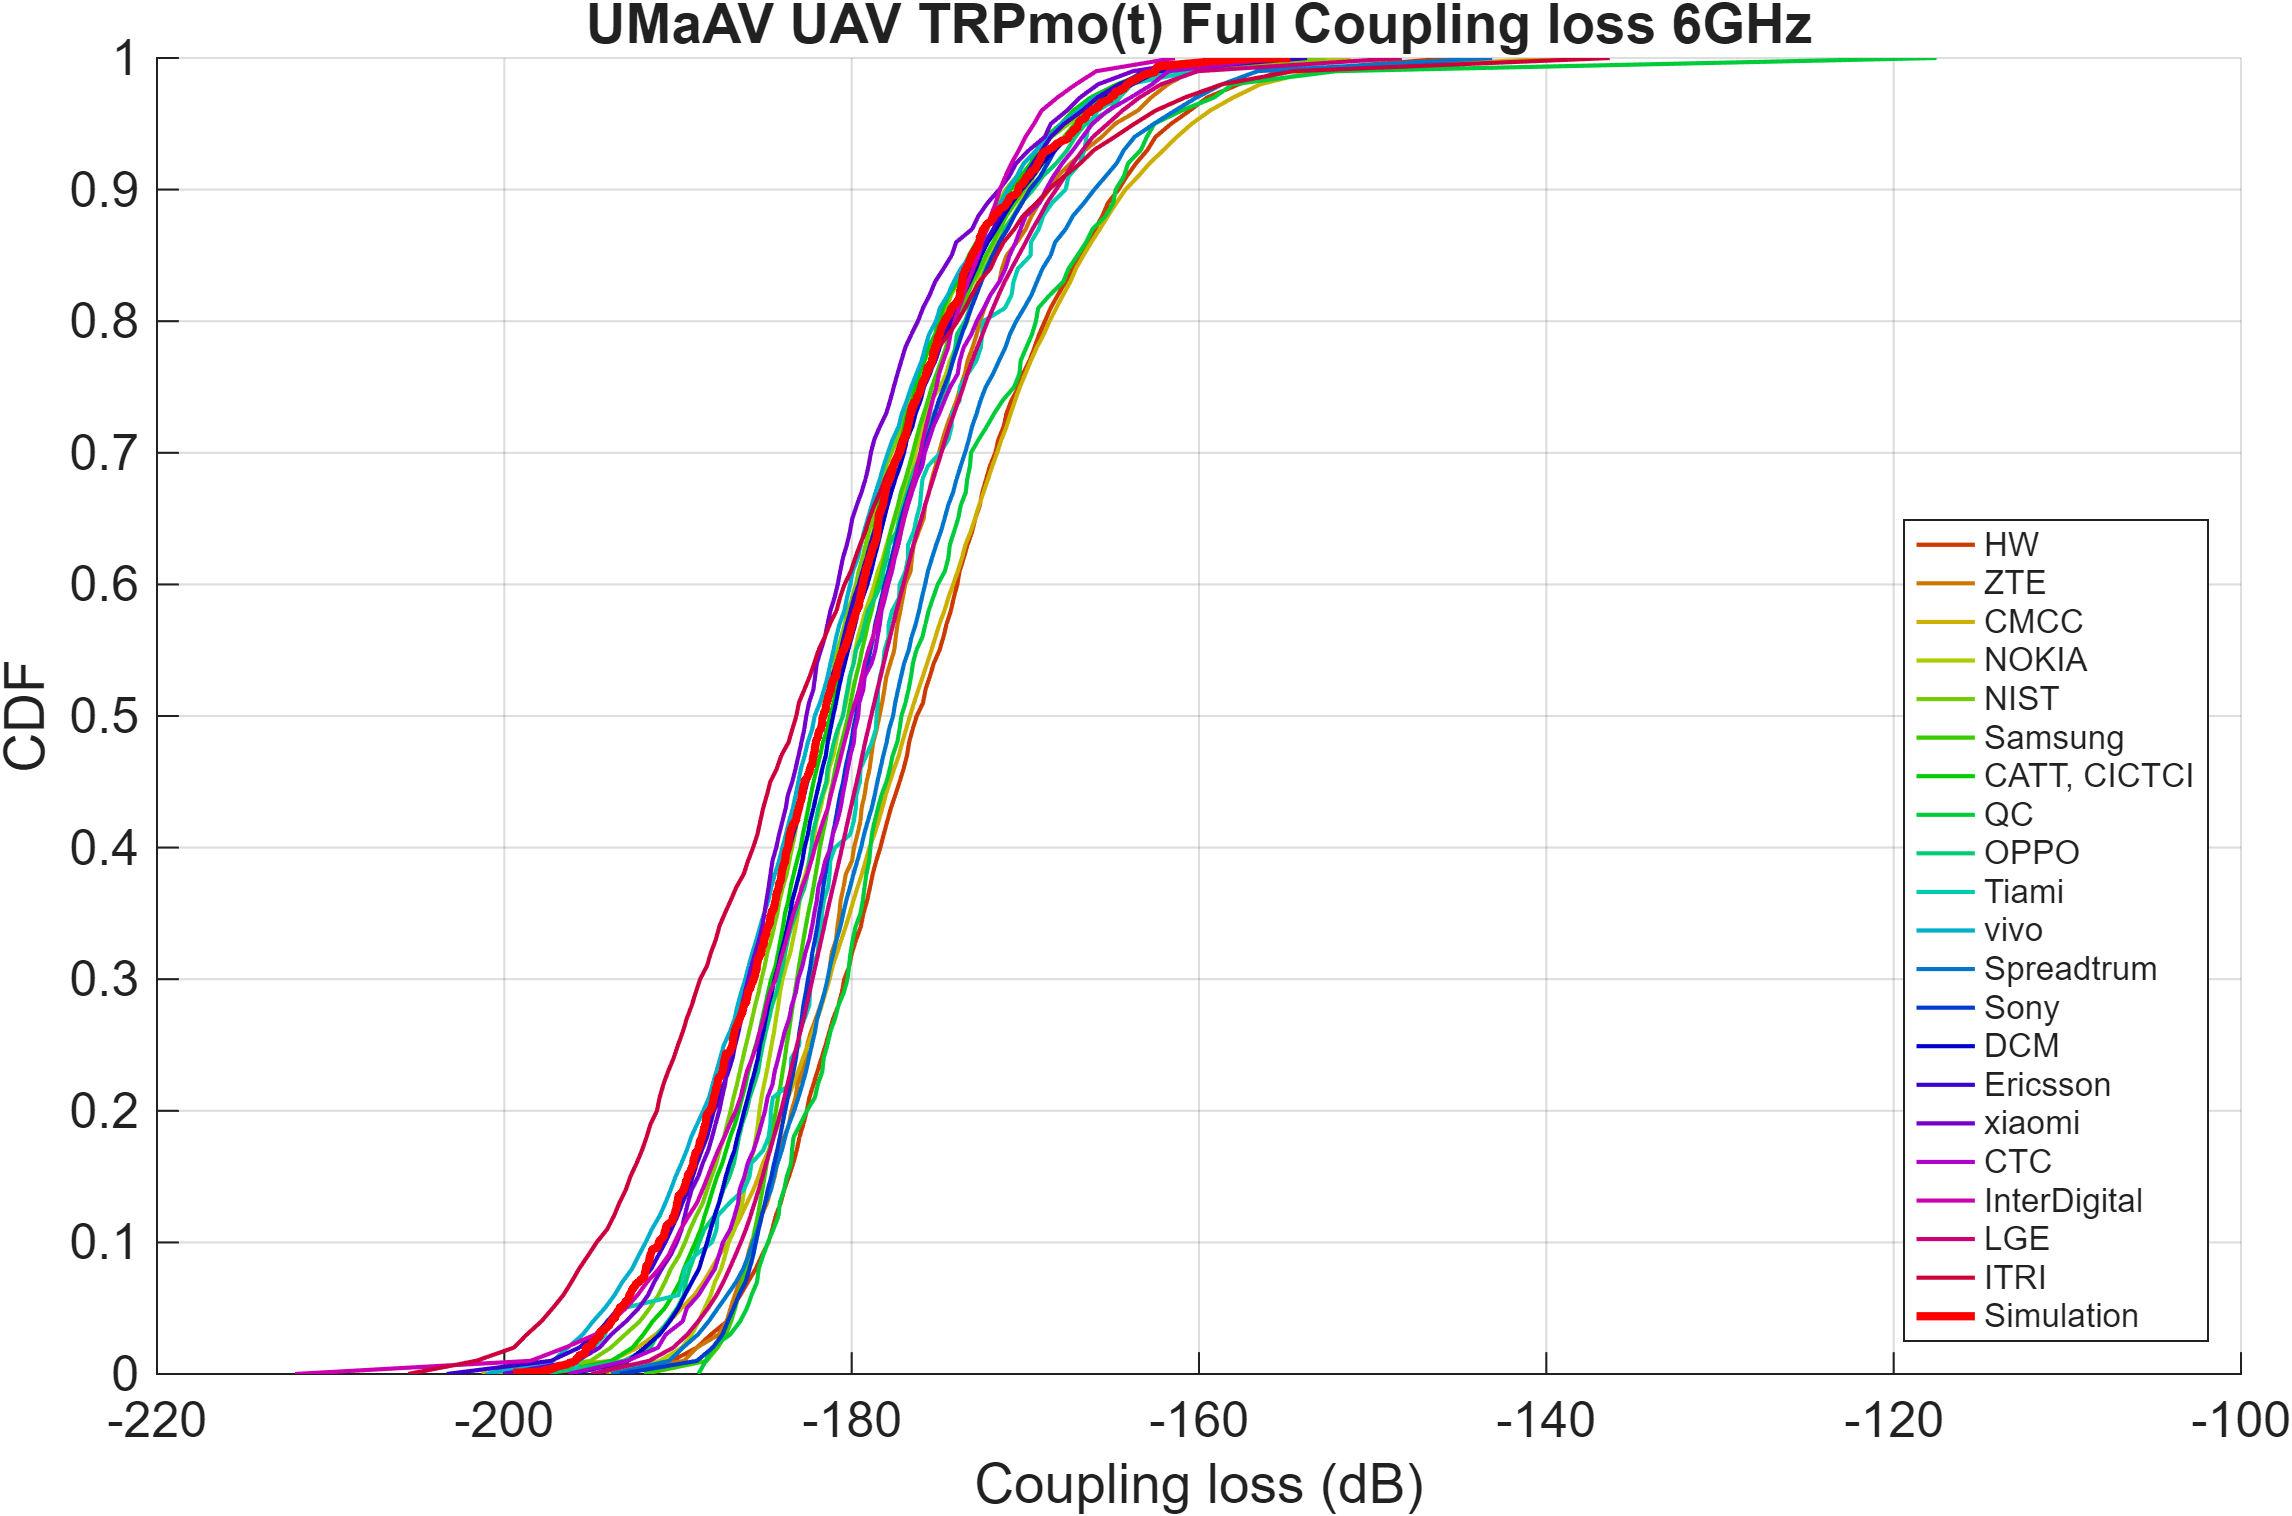 UMaAV UAV TRPmo(t) Full Coupling loss 6GHz
1
0.9
0.8
0.7
0.6
0.5
0.4
0.3
0.2
0.1
0
CDF
-220
-200
-180
-160
-140
-120
-100
Coupling loss (dB)
HW
ZTE
CMCC
NOKIA
NIST
Samsung
CATT, CICTCI
QC
OPPO
Tiami
vivo
Spreadtrum
Sony
DCM
Ericsson
xiaomi
CTC
InterDigital
LGE
ITRI
Simulation